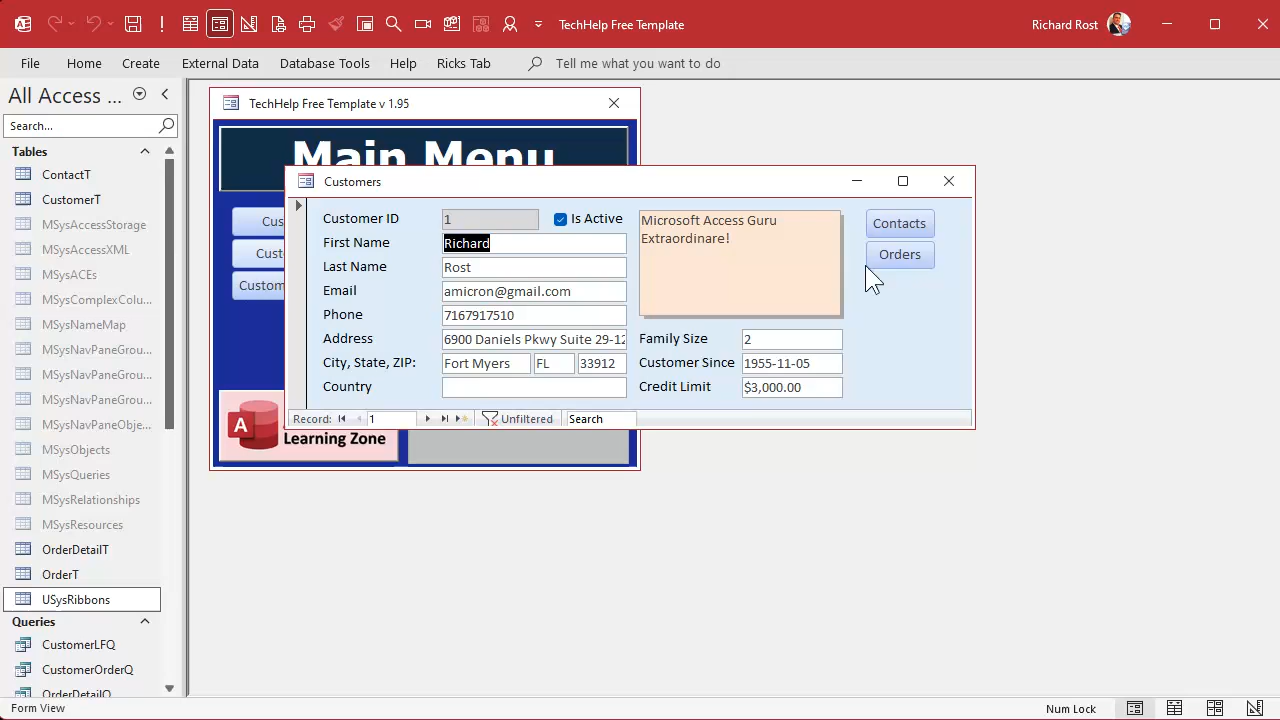 TechHelp Free Template
Richard Rost
File Home Create External Data Database Tools Help Ricks Tab Tell me what you want to do
All Access ...
Search...
Tables
ContactT
CustomerT
MSysAccessStorage
MSysAccessXML
MSysACEs
MSysComplexColu...
MSysNameMap
MSysNavPaneGrou...
MSysNavPaneGrou...
MSysNavPaneGrou...
MSysNavPaneObje...
MSysObjects
MSysQueries
MSysRelationships
MSysResources
OrderDetailT
OrderT
USysRibbons
Queries
CustomerLFQ
CustomerOrderQ
OrderDetailQ
TechHelp Free Template v 1.95
Main Menu
Cus
Custo
Custom
A
Learning Zone
Customers
Customer ID 1 Is Active
First Name Richard
Last Name Rost
Email amicron@gmail.com
Phone 7167917510
Address 6900 Daniels Pkwy Suite 29-12
City, State, ZIP: Fort Myers FL 33912
Country
Microsoft Access Guru
Extraordinare!
Family Size 2
Customer Since 1955-11-05
Credit Limit $3,000.00
Contacts
Orders
Record: 1 Unfiltered Search
Form View
Num Lock